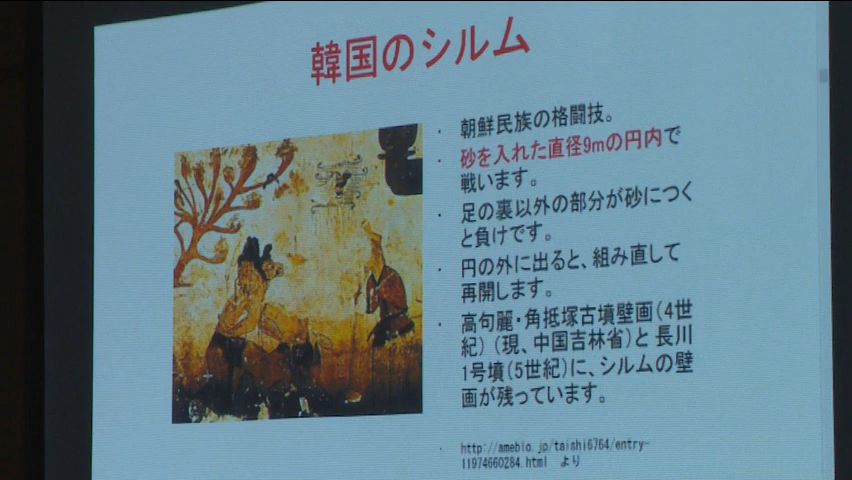 韓国のシルム
・ 朝鮮民族の格闘技。
・ 砂を入れた直径9mの円内で
戦います。
・ 足の裏以外の部分が砂につく
と負けです。
・ 円の外に出ると、組み直して
再開します。
・ 高句麗・角抵塚古墳壁画(4世
紀)(現、中国吉林省)と長川
1号墳(5世紀)に、シルムの壁
画が残っています。
・ http://ameblo.jp/taishi6764/entry-
11974660284.html より